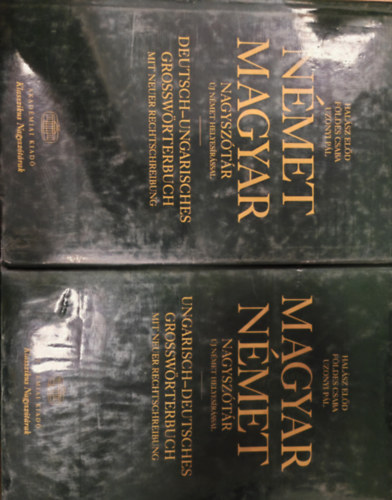 HALÁSZ ELŐD
FÖLDES CSABA
UZONYI PÁL
NÉMET
MAGYAR
NAGYSZÓTÁR
ÚJ NÉMET HELYESÍRÁSSAL
DEUTSCH-UNGARISCHES
GROSSWÖRTERBUCH
MIT NEUER RECHTSCHREIBUNG
AKADÉMIAI KIADÓ
Klasszikus Nagyszótárak
HALÁSZ ELŐD
FÖLDES CSABA
UZONYI PÁL
MAGYAR
NÉMET
NAGYSZÓTÁR
ÚJ NÉMET HELYESÍRÁSSAL
UNGARISCH-DEUTSCHES
GROSSWÖRTERBUCH
MIT NEUER RECHTSCHREIBUNG
Klasszikus Nagyszótárak